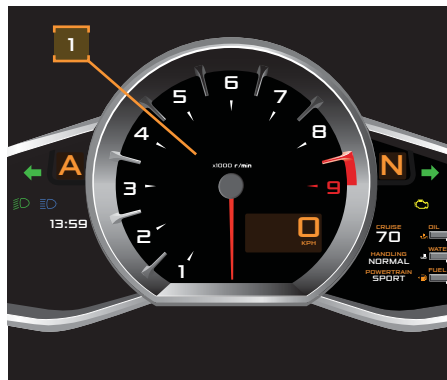 1
6
5
7
4
8
x1000 r/min
A
N
3
9
13:59
0
KPH
2
1
CRUISE
70
HANDLING
NORMAL
POWERTRAIN
SPORT
OIL
WATE
FUEL